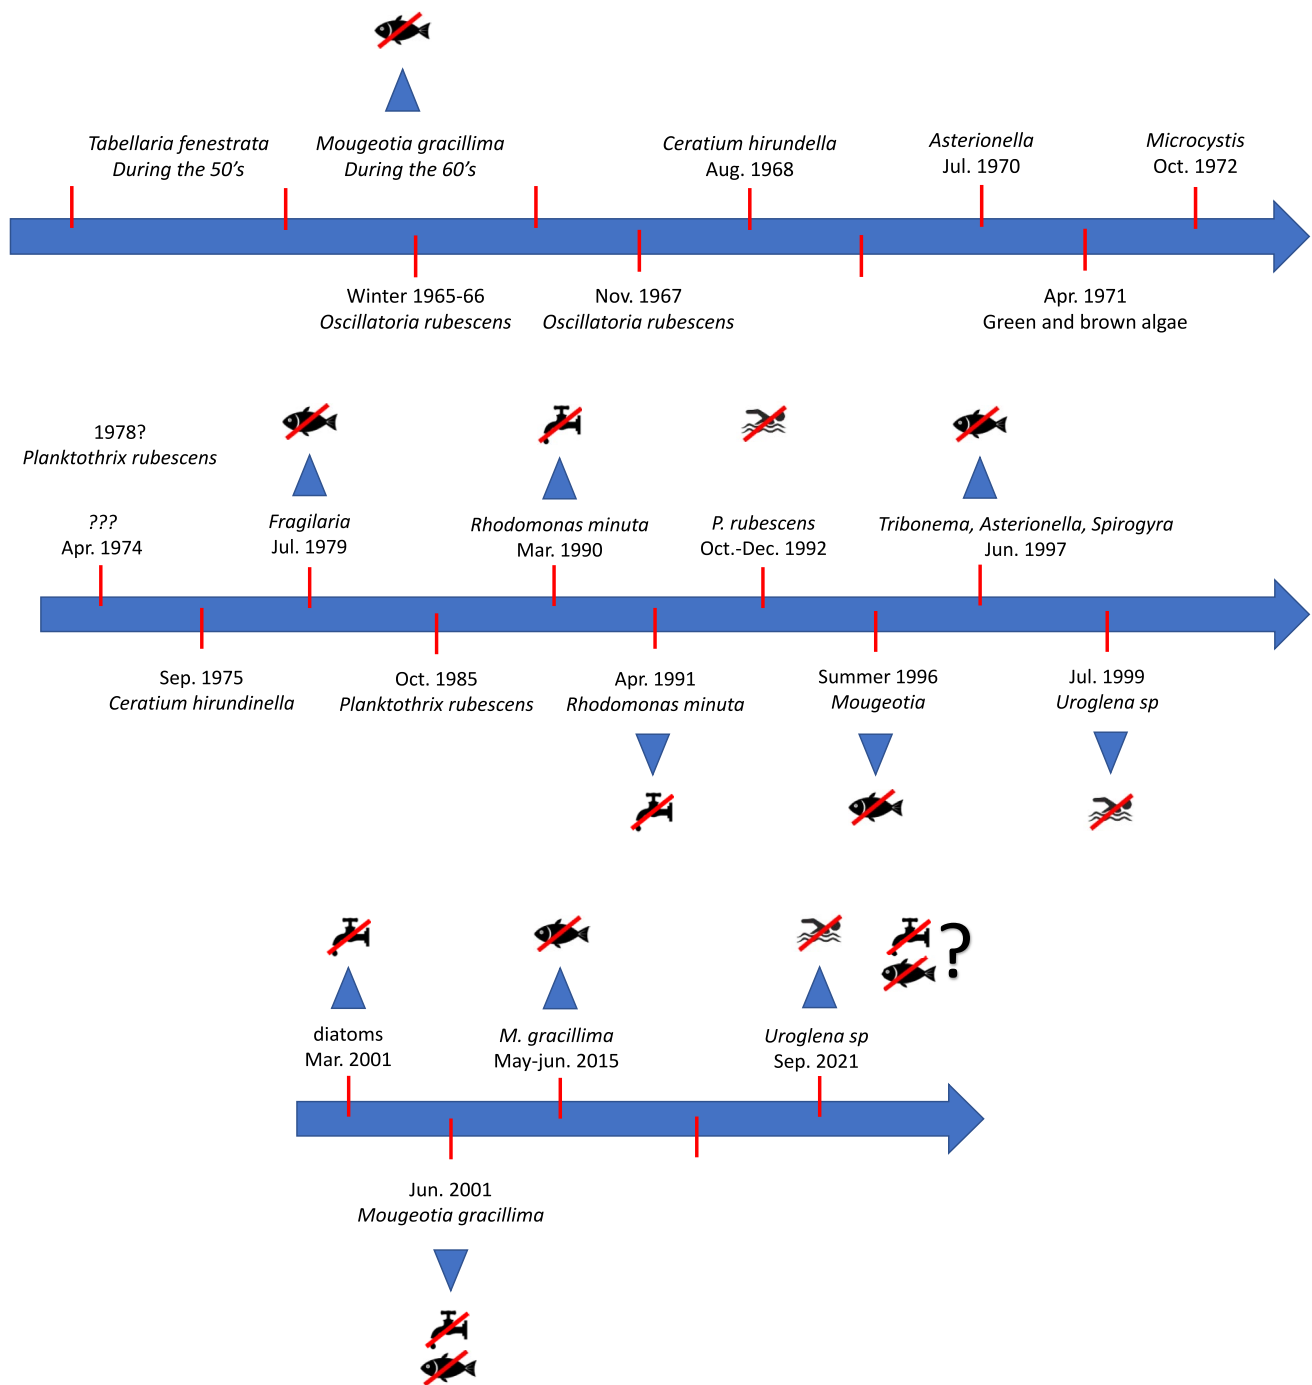 Tabellaria fenestrata
During the 50's
Mougeotia gracillima
During the 60's
Ceratium hirundella
Aug. 1968
Asterionella
Jul. 1970
Microcystis
Oct. 1972
Winter 1965-66
Oscillatoria rubescens
Nov. 1967
Oscillatoria rubescens
Apr. 1971
Green and brown algae
1978?
Planktothrix rubescens
???
Apr. 1974
Fragilaria
Jul. 1979
Rhodomonas minuta
Mar. 1990
P. rubescens
Oct.-Dec. 1992
Tribonema, Asterionella, Spirogyra
Jun. 1997
Sep. 1975
Ceratium hirundinella
Oct. 1985
Planktothrix rubescens
Apr. 1991
Rhodomonas minuta
Summer 1996
Mougeotia
Jul. 1999
Uroglena sp
?
diatoms
Mar. 2001
M. gracillima
May-jun. 2015
Uroglena sp
Sep. 2021
Jun. 2001
Mougeotia gracillima